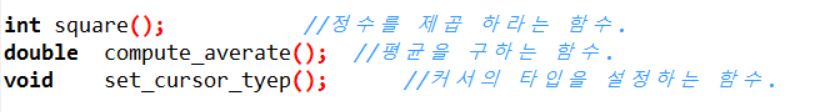 int square(); //정수를 제곱 하라는 함수.
double compute_averate(); //평균을 구하는 함수.
void set_cursor_tyep(); //커서의 타입을 설정하는 함수.